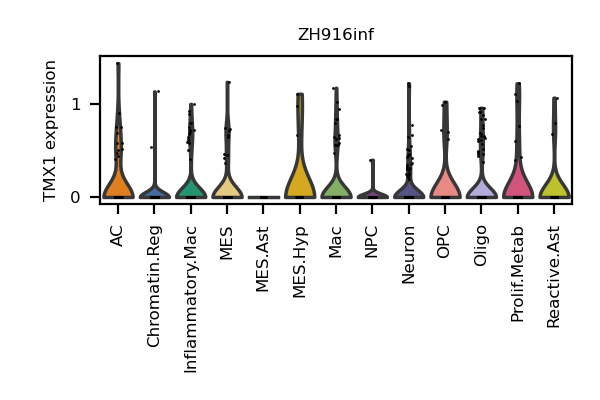 ZH916inf
TMX1 expression
1
0
AC
Chromatin.Reg
Inflammatory.Mac
MES
MES.Ast
MES.Hyp
Mac
NPC
Neuron
OPC
Oligo
Prolif.Metab
Reactive.Ast